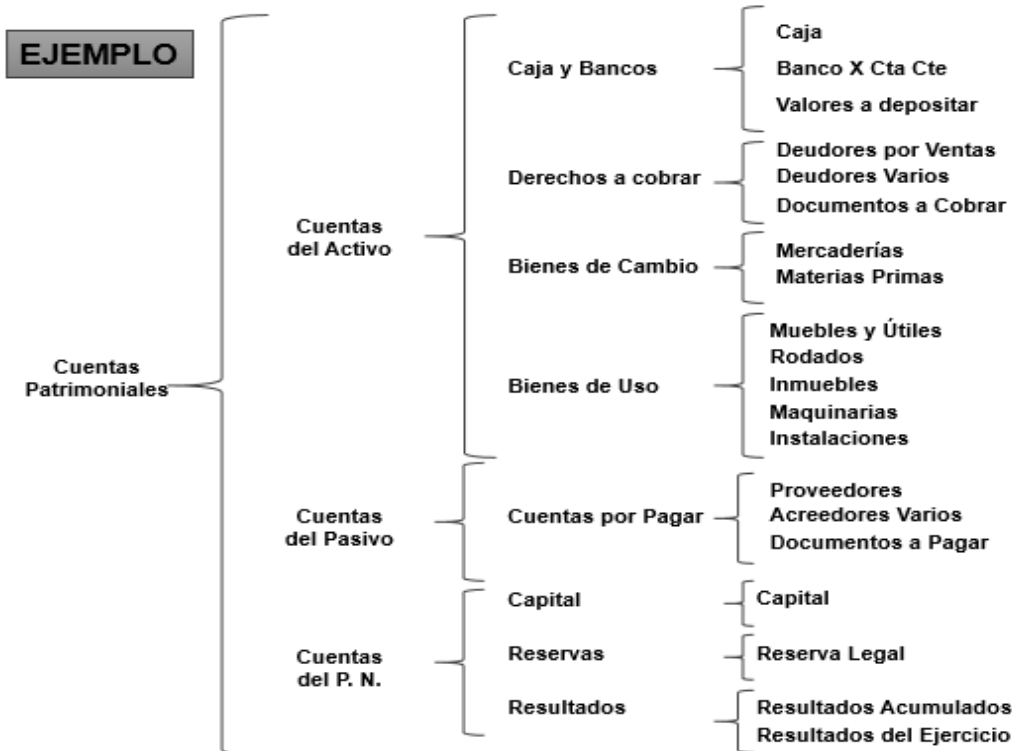 EJEMPLO
Cuentas
Patrimoniales
Cuentas
del Activo
Caja y Bancos
Caja
Banco X Cta Cte
Valores a depositar
Derechos a cobrar
Deudores por Ventas
Deudores Varios
Documentos a Cobrar
Bienes de Cambio
Mercaderías
Materias Primas
Bienes de Uso
Muebles y Útiles
Rodados
Inmuebles
Maquinarias
Instalaciones
Cuentas
del Pasivo
Cuentas por Pagar
Proveedores
Acreedores Varios
Documentos a Pagar
Cuentas
del P. N.
Capital
Capital
Reservas
Reserva Legal
Resultados
Resultados Acumulados
Resultados del Ejercicio